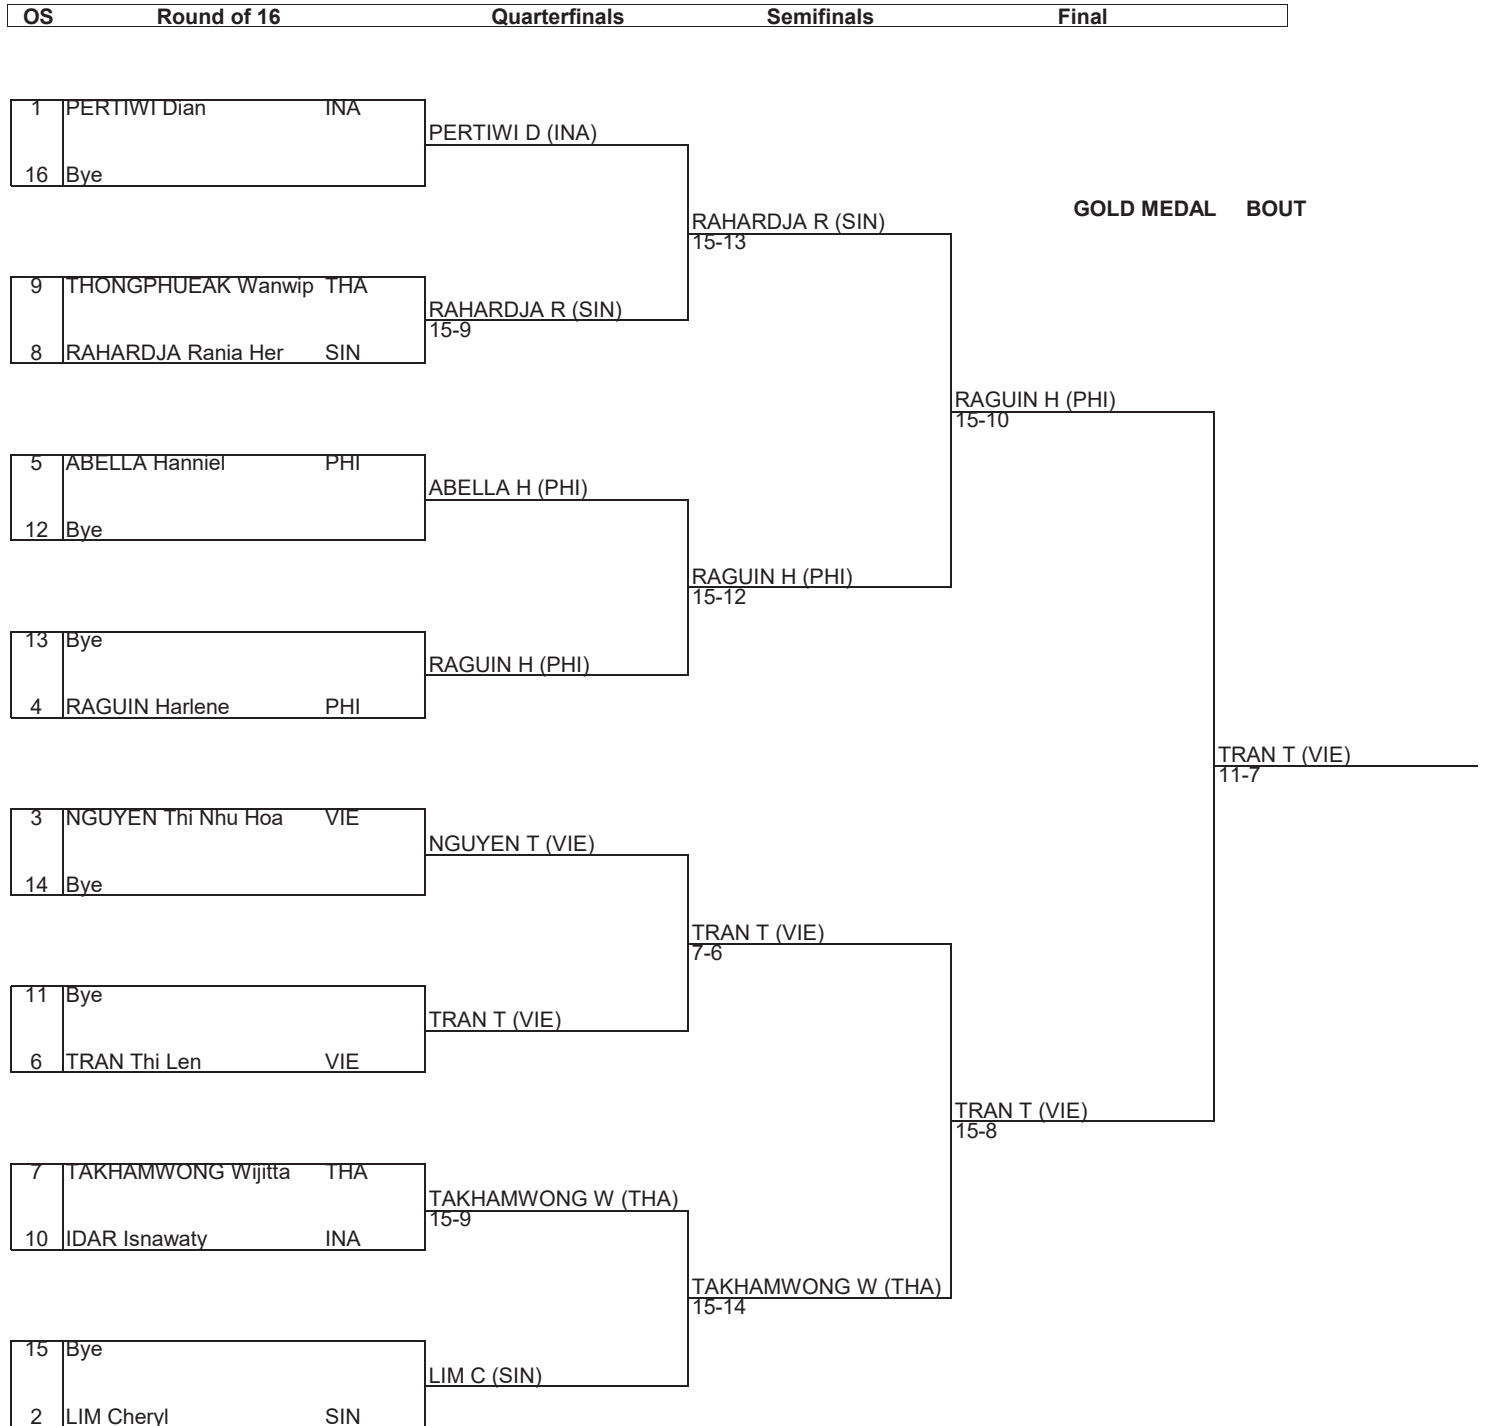 OS Round of 16 Quarterfinals Semifinals Final
1 PERTIWI Dian INA
PERTIWI D (INA)
16 Bye
GOLD MEDAL BOUT
RAHARDJA R (SIN)
15-13
9 THONGPHUEAK Wanwip THA
RAHARDJA R (SIN)
15-9
8 RAHARDJA Rania Her SIN
RAGUIN H (PHI)
15-10
5 ABELLA Hanniel PHI
ABELLA H (PHI)
12 Bye
RAGUIN H (PHI)
15-12
13 Bye
RAGUIN H (PHI)
4 RAGUIN Harlene PHI
TRAN T (VIE)
11-7
3 NGUYEN Thi Nhu Hoa VIE
NGUYEN T (VIE)
14 Bye
TRAN T (VIE)
7-6
11 Bye
TRAN T (VIE)
6 TRAN Thi Len VIE
TRAN T (VIE)
15-8
7 TAKHAMWONG Wijitta THA
TAKHAMWONG W (THA)
15-9
10 IDAR Isnawaty INA
TAKHAMWONG W (THA)
15-14
15 Bye
LIM C (SIN)
2 LIM Cheryl SIN